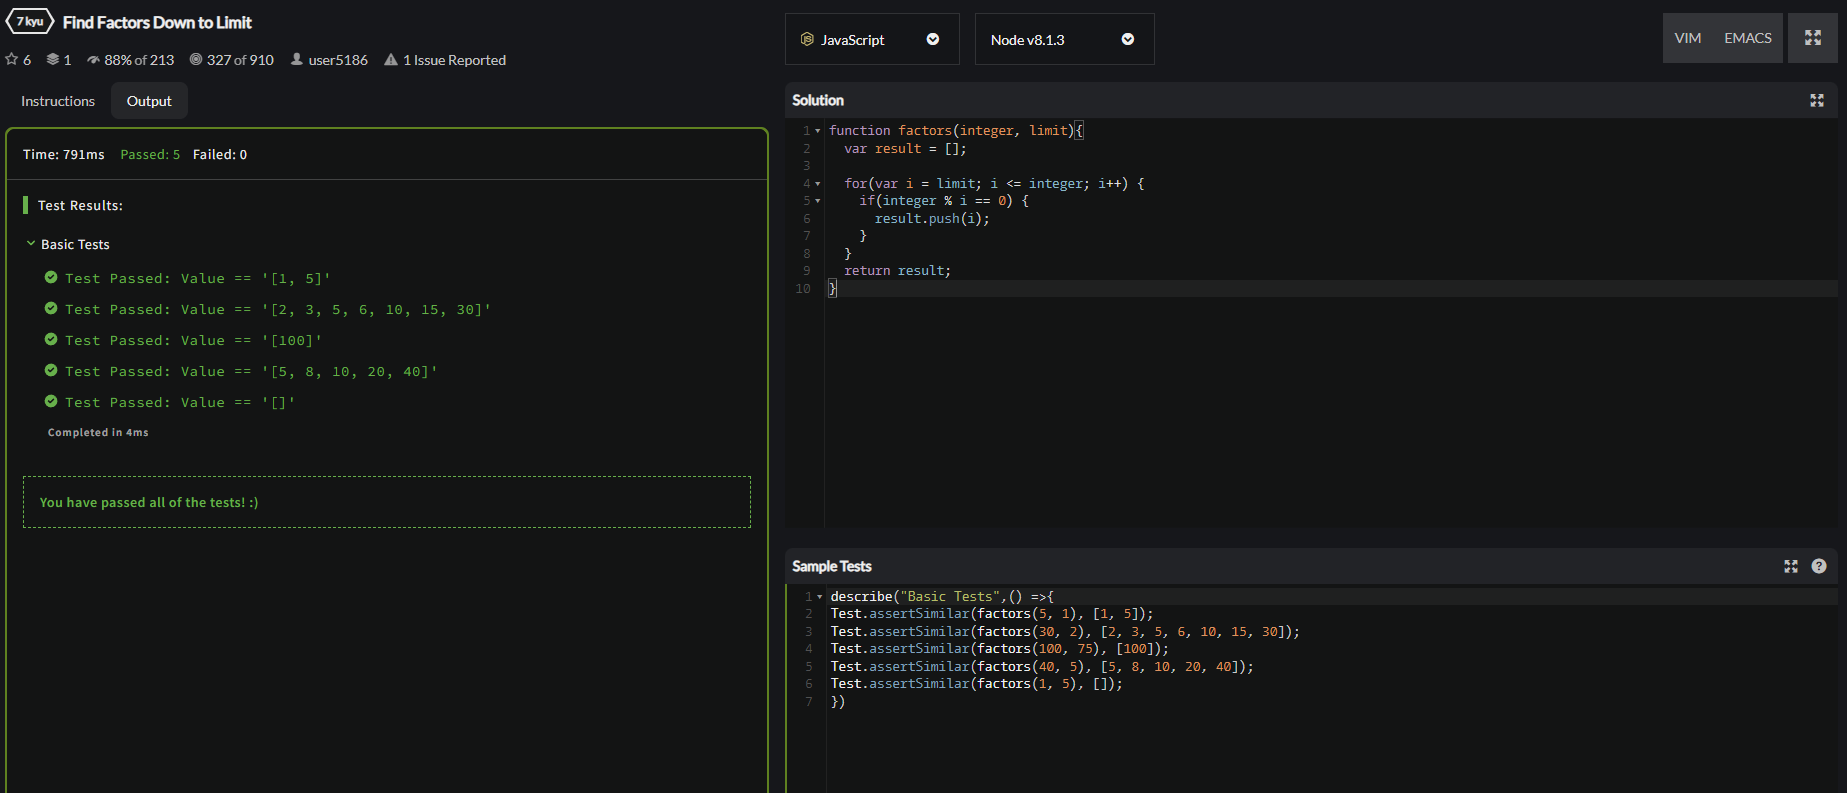 7 kyu Find Factors Down to Limit
6 1 88% of 213 327 of 910 user5186 1 Issue Reported
Instructions Output
Time: 791ms Passed: 5 Failed: 0
Test Results:
Basic Tests
Test Passed: Value == '[1, 5]'
Test Passed: Value == '[2, 3, 5, 6, 10, 15, 30]'
Test Passed: Value == '[100]'
Test Passed: Value == '[5, 8, 10, 20, 40]'
Test Passed: Value == '[]'
Completed in 4ms
You have passed all of the tests! :)
JS JavaScript Node v8.1.3 VIM EMACS
Solution
1 function factors(integer, limit){
2   var result = [];
3
4   for(var i = limit; i <= integer; i++) {
5     if(integer % i == 0) {
6       result.push(i);
7     }
8   }
9   return result;
10 }
Sample Tests ?
1 describe("Basic Tests",() =>{
2 Test.assertSimilar(factors(5, 1), [1, 5]);
3 Test.assertSimilar(factors(30, 2), [2, 3, 5, 6, 10, 15, 30]);
4 Test.assertSimilar(factors(100, 75), [100]);
5 Test.assertSimilar(factors(40, 5), [5, 8, 10, 20, 40]);
6 Test.assertSimilar(factors(1, 5), []);
7 })